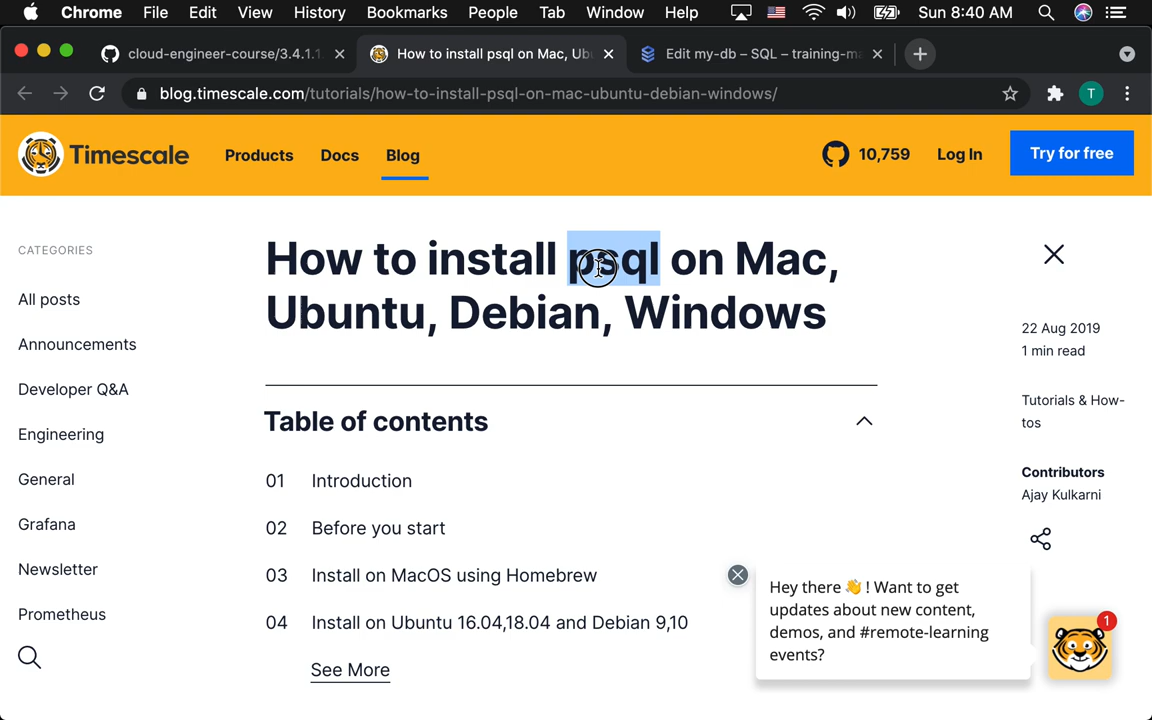 Chrome File Edit View History Bookmarks People Tab Window Help Sun 8:40 AM
cloud-engineer-course/3.4.1.1. How to install psql on Mac, Ub Edit my-db – SQL – training-ma
blog.timescale.com/tutorials/how-to-install-psql-on-mac-ubuntu-debian-windows/ T
Timescale Products Docs Blog 10,759 Log In Try for free
CATEGORIES
All posts
Announcements
Developer Q&A
Engineering
General
Grafana
Newsletter
Prometheus
How to install psql on Mac,
Ubuntu, Debian, Windows
Table of contents
01 Introduction
02 Before you start
03 Install on MacOS using Homebrew
04 Install on Ubuntu 16.04,18.04 and Debian 9,10
See More
22 Aug 2019
1 min read
Tutorials & How-
tos
Contributors
Ajay Kulkarni
Hey there 👋 ! Want to get
updates about new content,
demos, and #remote-learning
events?
1